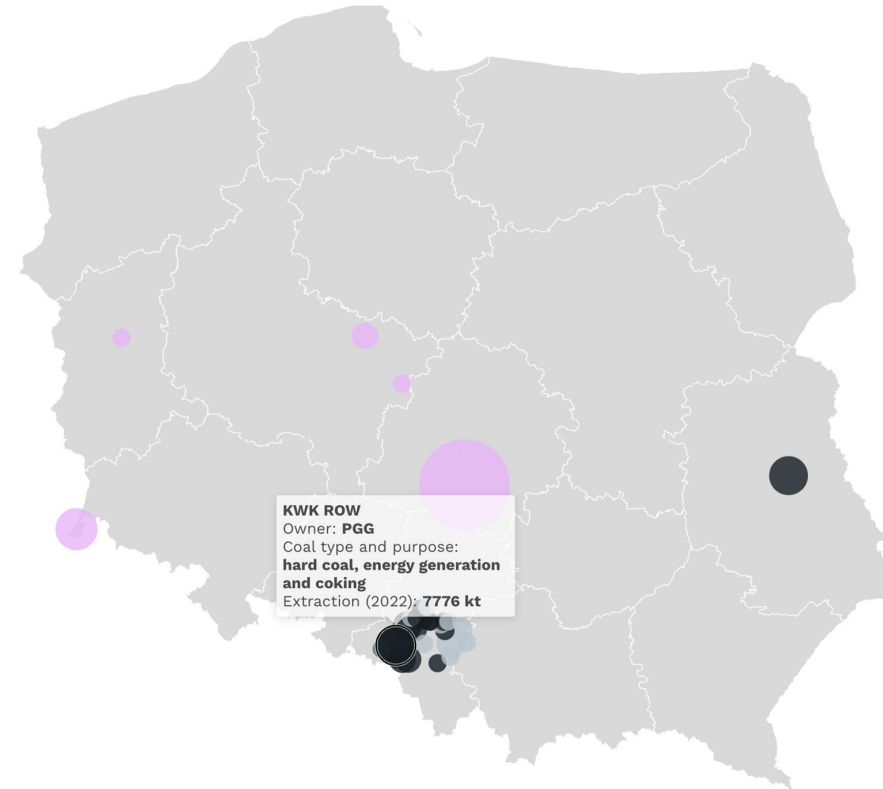 KWK ROW
Owner: PGG
Coal type and purpose:
hard coal, energy generation
and coking
Extraction (2022): 7776 kt